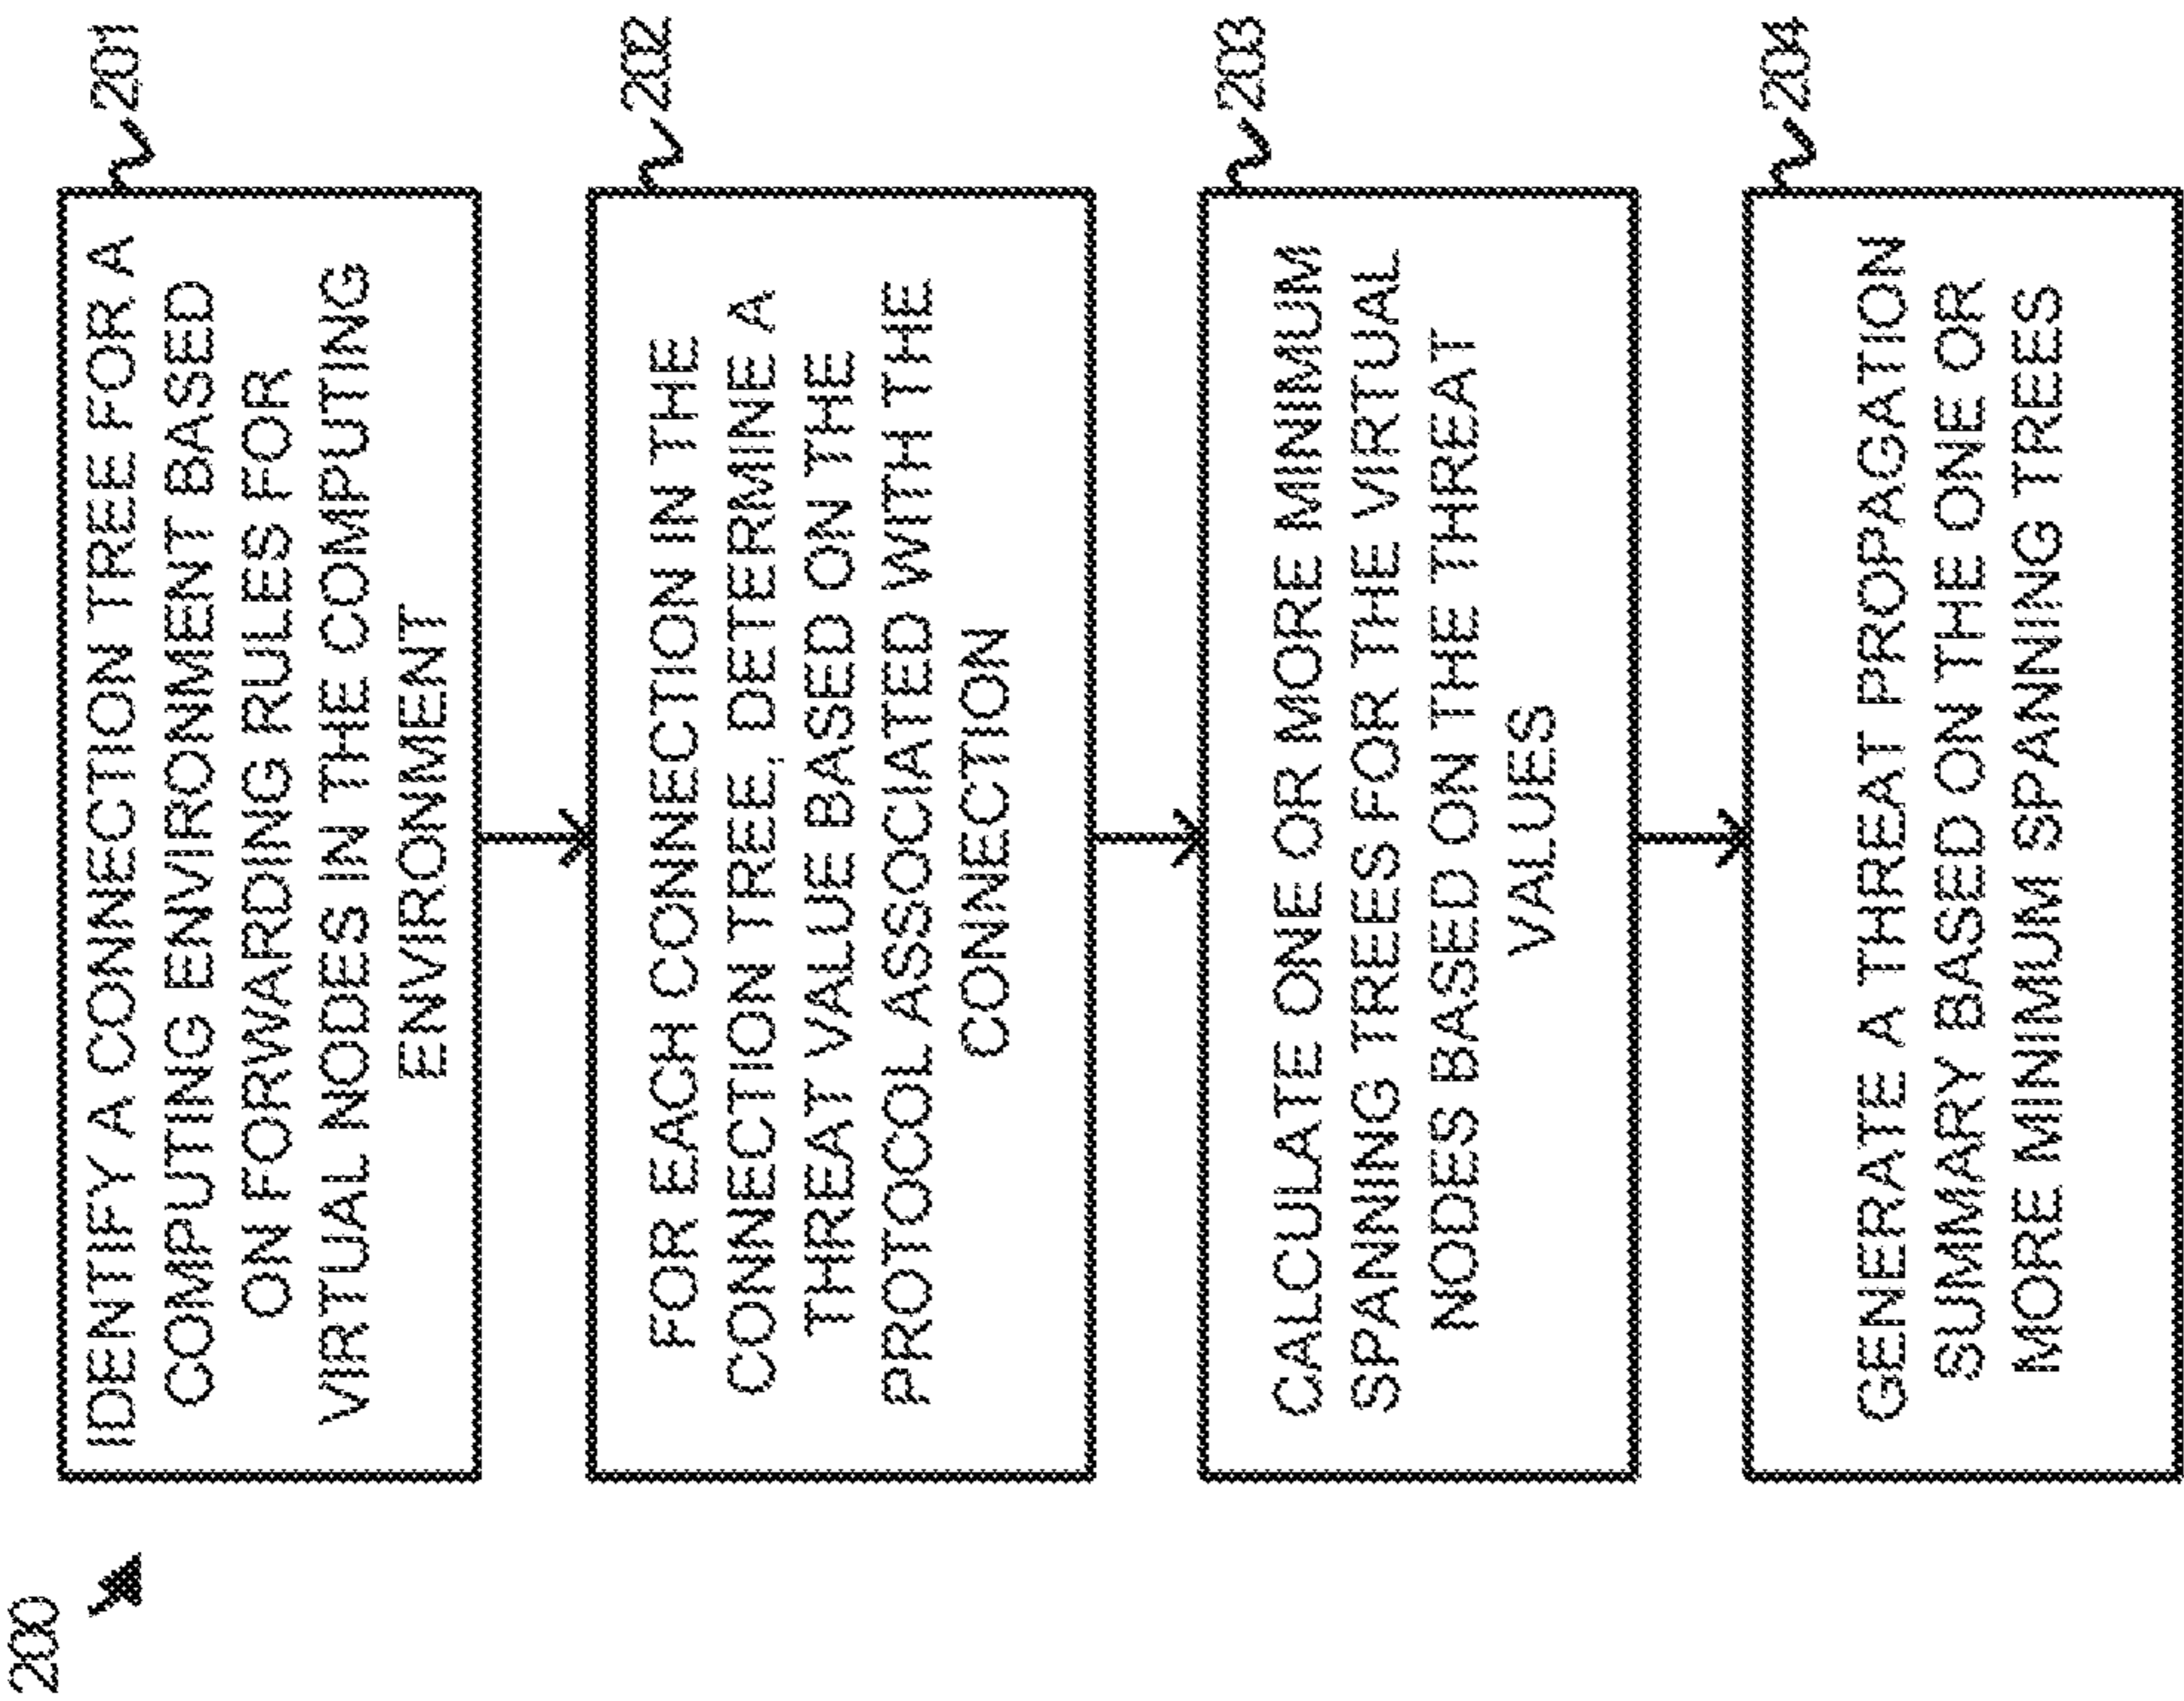 200
IDENTIFY A CONNECTION TREE FOR A
COMPUTING ENVIRONMENT BASED
ON FORWARDING RULES FOR
VIRTUAL NODES IN THE COMPUTING
ENVIRONMENT
201
FOR EACH CONNECTION IN THE
CONNECTION TREE, DETERMINE A
THREAT VALUE BASED ON THE
PROTOCOL ASSOCIATED WITH THE
CONNECTION
202
CALCULATE ONE OR MORE MINIMUM
SPANNING TREES FOR THE VIRTUAL
NODES BASED ON THE THREAT
VALUES
203
GENERATE A THREAT PROPAGATION
SUMMARY BASED ON THE ONE OR
MORE MINIMUM SPANNING TREES
204